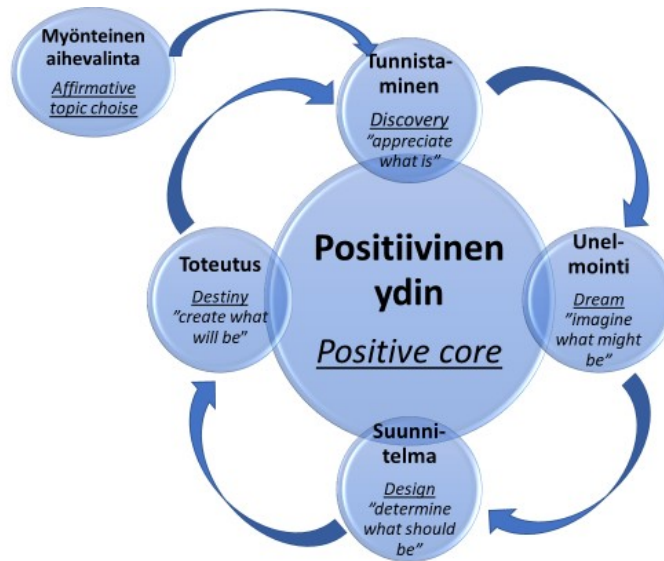 Myönteinen
aihevalinta
Affirmative
topic choise
Tunnista-
minen
Discovery
”appreciate
what is”
Unel-
mointi
Dream
”imagine
what might
be”
Suunni-
telma
Design
”determine
what should
be”
Toteutus
Destiny
”create what
will be”
Positiivinen
ydin
Positive core